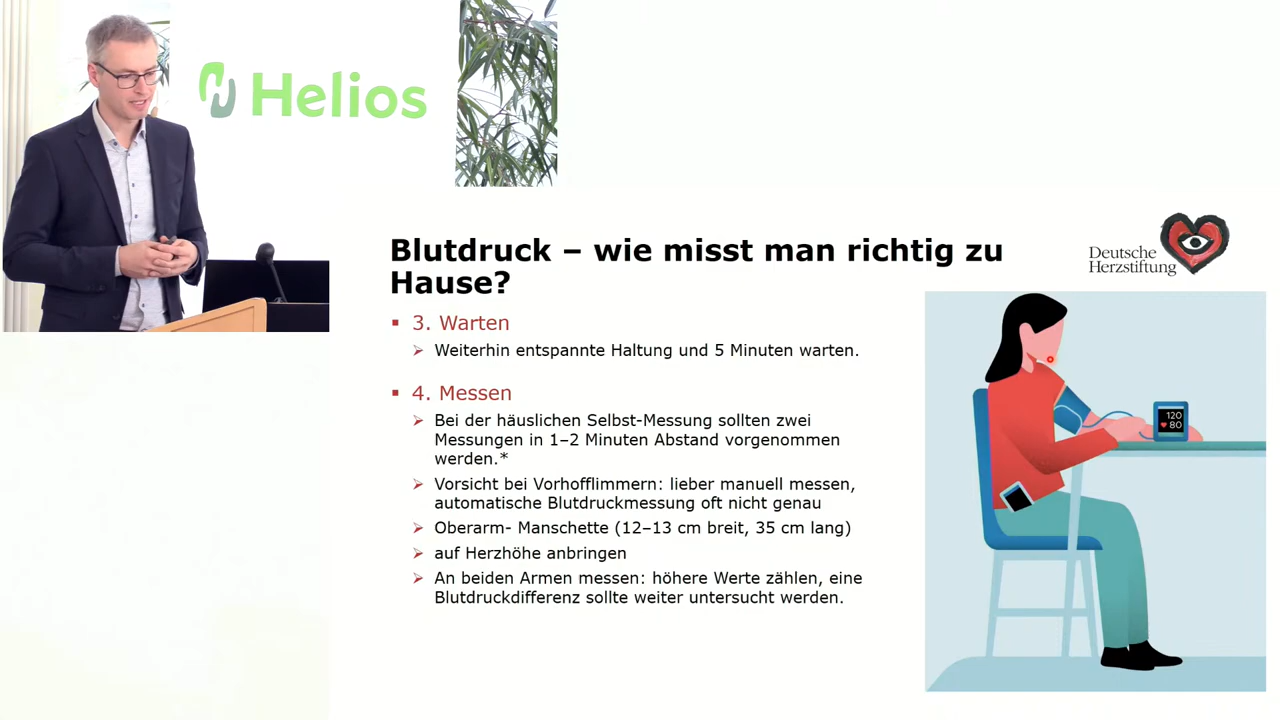 Helios
Blutdruck – wie misst man richtig zu
Hause?
Deutsche
Herzstiftung
▪ 3. Warten
➢ Weiterhin entspannte Haltung und 5 Minuten warten.
▪ 4. Messen
➢ Bei der häuslichen Selbst-Messung sollten zwei
Messungen in 1–2 Minuten Abstand vorgenommen
werden.*
➢ Vorsicht bei Vorhofflimmern: lieber manuell messen,
automatische Blutdruckmessung oft nicht genau
➢ Oberarm- Manschette (12–13 cm breit, 35 cm lang)
➢ auf Herzhöhe anbringen
➢ An beiden Armen messen: höhere Werte zählen, eine
Blutdruckdifferenz sollte weiter untersucht werden.
120
80